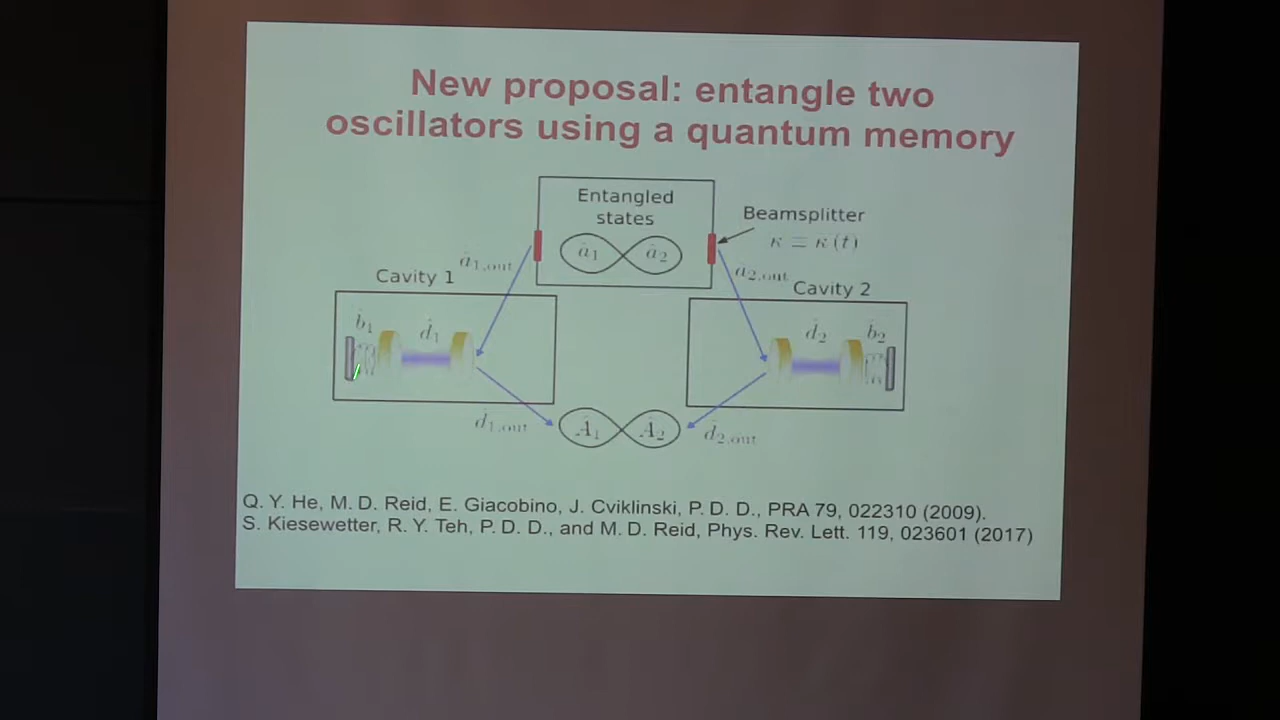 New proposal: entangle two
oscillators using a quantum memory
Entangled
states
Beamsplitter
κ ≡ κ(t)
â₁ â₂
â₁,out
â₂,out
Cavity 1
Cavity 2
b̂₁
d̂₁
d̂₂
b̂₂
d̂₁,out
Â₁ Â₂
d̂₂,out
Q. Y. He, M. D. Reid, E. Giacobino, J. Cviklinski, P. D. D., PRA 79, 022310 (2009).
S. Kiesewetter, R. Y. Teh, P. D. D., and M. D. Reid, Phys. Rev. Lett. 119, 023601 (2017)